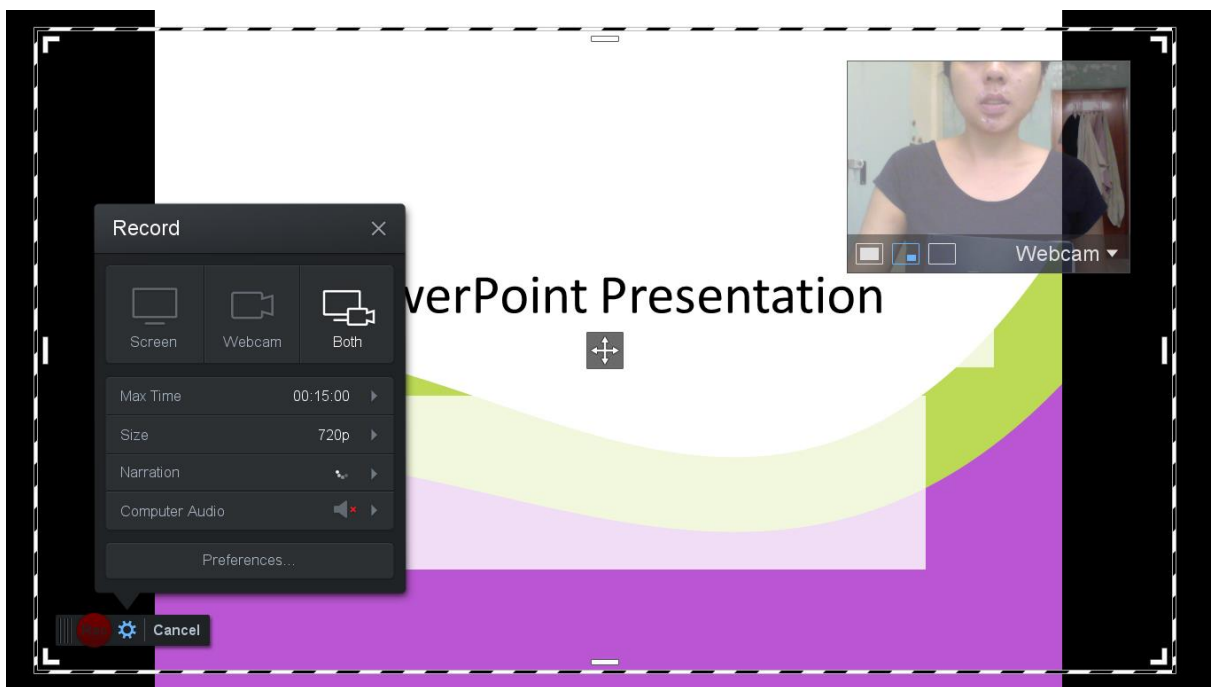 Record
Screen
Webcam
Both
Max Time 00:15:00
Size 720p
Narration
Computer Audio
Preferences...
Cancel
verPoint Presentation
Webcam